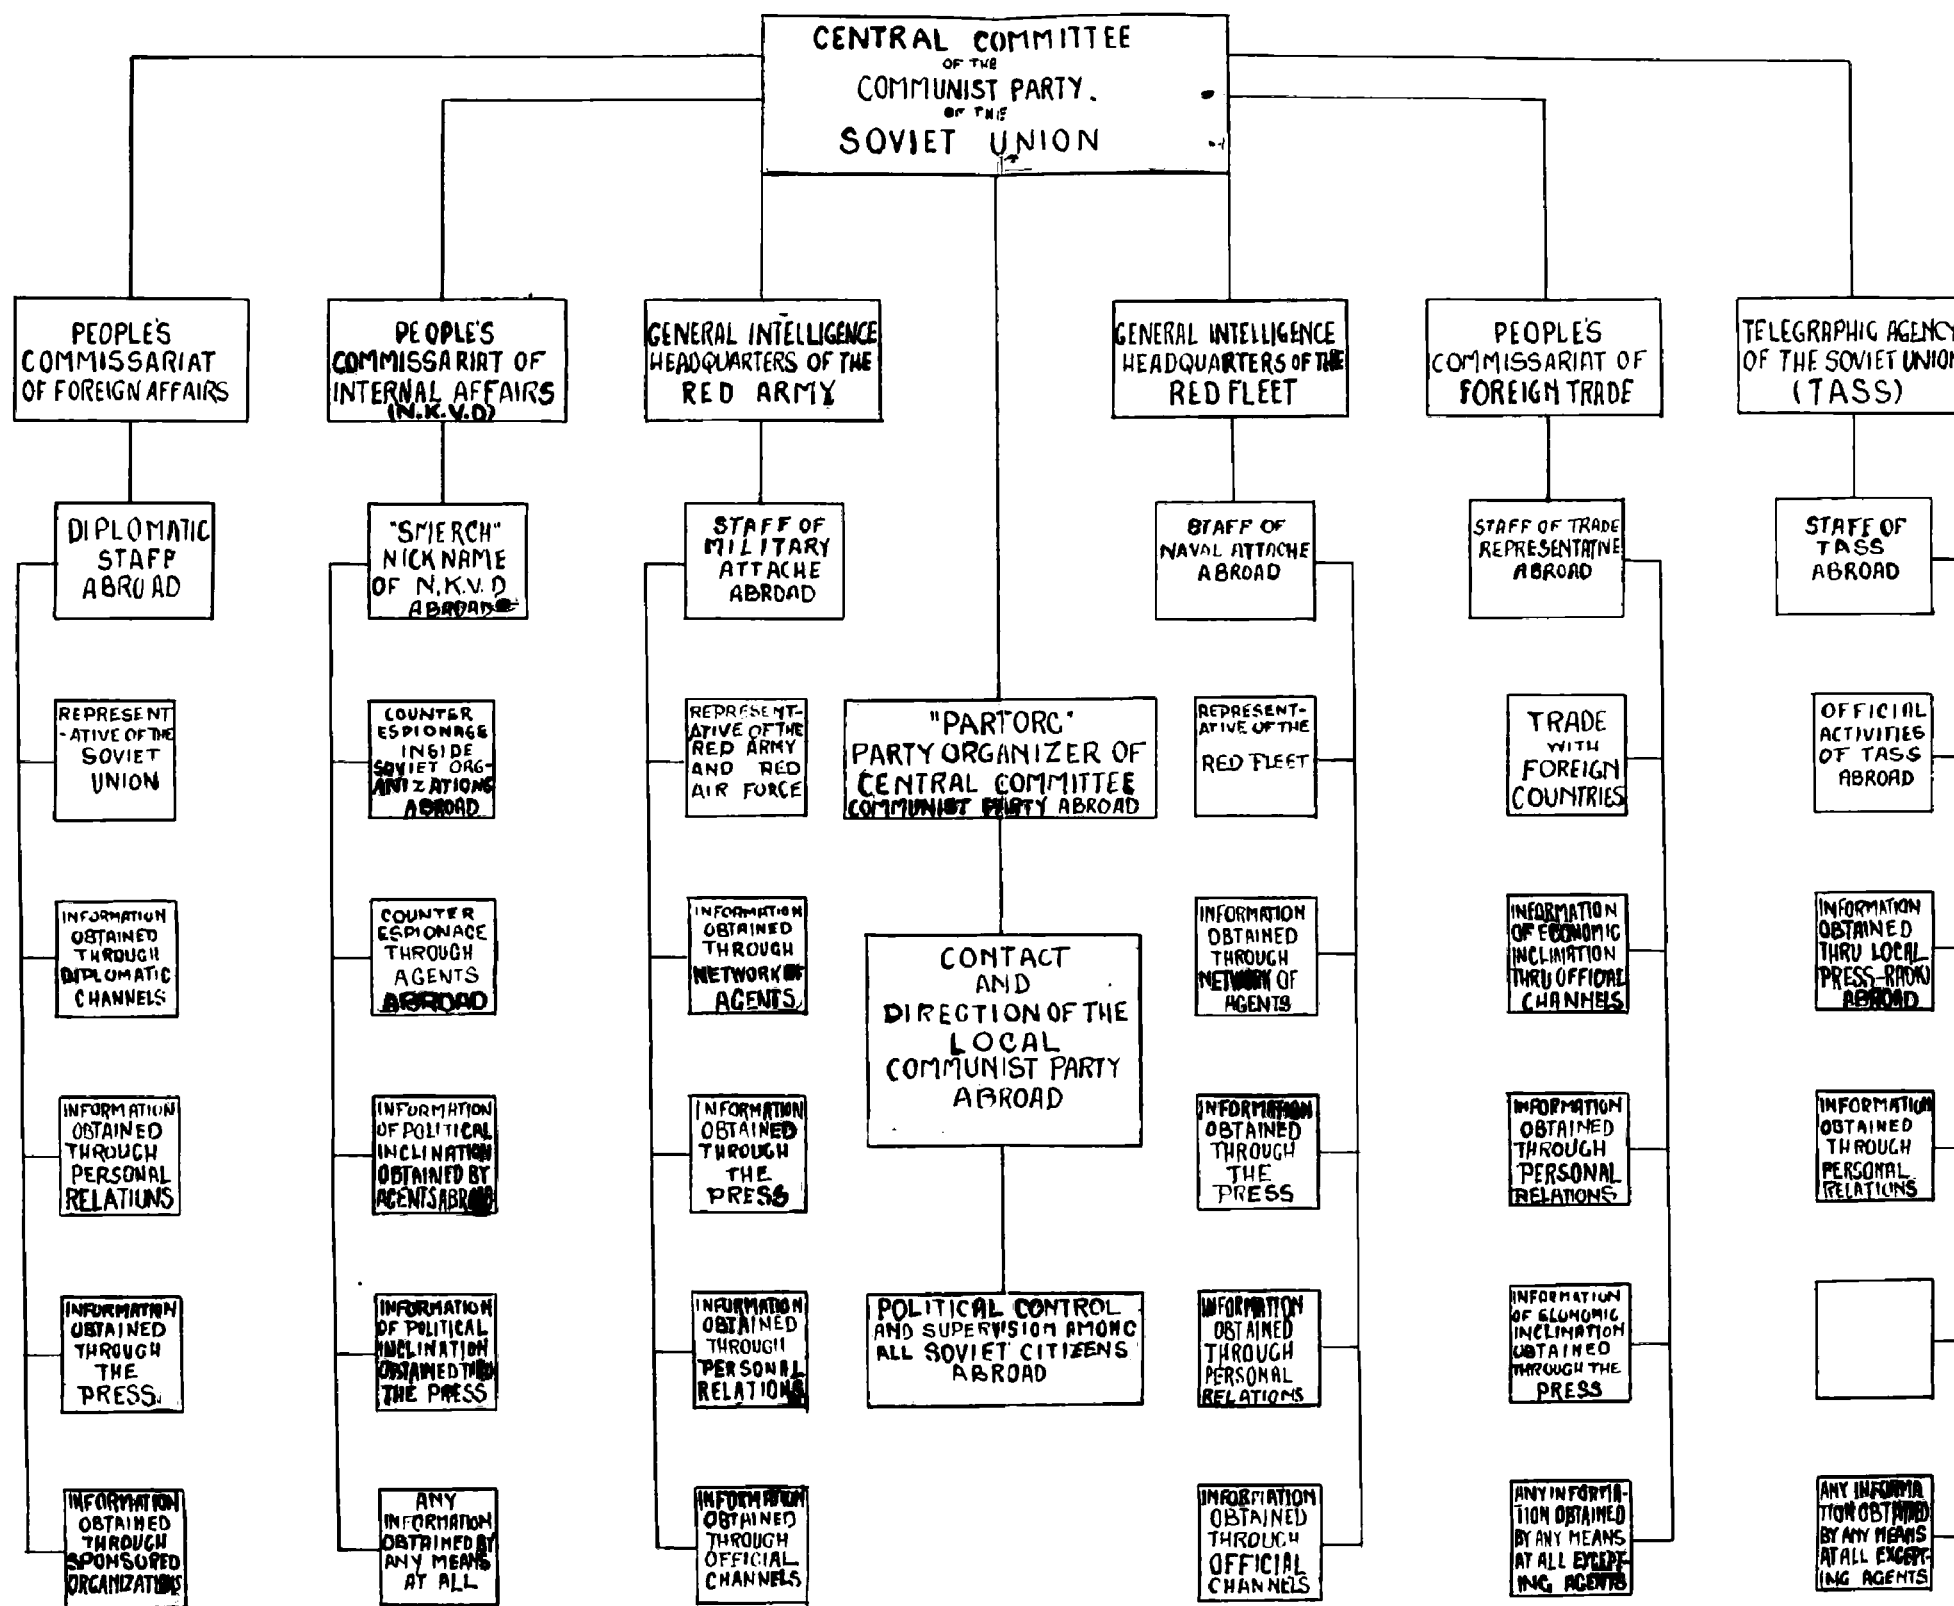 CENTRAL COMMITTEE
OF THE
COMMUNIST PARTY.
OF THE
SOVIET UNION
PEOPLE'S
COMMISSARIAT
OF FOREIGN AFFAIRS
PEOPLE'S
COMMISSARIAT OF
INTERNAL AFFAIRS
(N.K.V.D)
GENERAL INTELLIGENCE
HEADQUARTERS OF THE
RED ARMY
GENERAL INTELLIGENCE
HEADQUARTERS OF THE
RED FLEET
PEOPLE'S
COMMISSARIAT OF
FOREIGN TRADE
TELEGRAPHIC AGENCY
OF THE SOVIET UNION
(TASS)
DIPLOMATIC
STAFF
ABROAD
"SMERCH"
NICKNAME
OF N.K.V.D
ABROAD
STAFF OF
MILITARY
ATTACHE
ABROAD
STAFF OF
NAVAL ATTACHE
ABROAD
STAFF OF TRADE
REPRESENTATIVE
ABROAD
STAFF OF
TASS
ABROAD
REPRESENT
-ATIVE OF THE
SOVIET
UNION
COUNTER
ESPIONAGE
INSIDE
SOVIET ORG-
ANIZATIONS
ABROAD
REPRESENT-
ATIVE OF THE
RED ARMY
AND RED
AIR FORCE
"PARTORG"
PARTY ORGANIZER OF
CENTRAL COMMITTEE
COMMUNIST PARTY ABROAD
REPRESENT-
ATIVE OF THE
RED FLEET
TRADE
WITH
FOREIGN
COUNTRIES
OFFICIAL
ACTIVITIES
OF TASS
ABROAD
INFORMATION
OBTAINED
THROUGH
DIPLOMATIC
CHANNELS
COUNTER
ESPIONAGE
THROUGH
AGENTS
ABROAD
INFORMATION
OBTAINED
THROUGH
NETWORK OF
AGENTS
CONTACT
AND
DIRECTION OF THE
LOCAL
COMMUNIST PARTY
ABROAD
INFORMATION
OBTAINED
THROUGH
NETWORK OF
AGENTS
INFORMATION
OF ECONOMIC
INCLINATION
THRU OFFICIAL
CHANNELS
INFORMATION
OBTAINED
THRU LOCAL
PRESS-RADIO
ABROAD
INFORMATION
OBTAINED
THROUGH
PERSONAL
RELATIONS
INFORMATION
OF POLITICAL
INCLINATION
OBTAINED BY
AGENTS ABROAD
INFORMATION
OBTAINED
THROUGH
THE
PRESS
INFORMATION
OBTAINED
THROUGH
THE
PRESS
INFORMATION
OBTAINED
THROUGH
PERSONAL
RELATIONS
INFORMATION
OBTAINED
THROUGH
PERSONAL
RELATIONS
INFORMATION
OBTAINED
THROUGH
THE
PRESS
INFORMATION
OF POLITICAL
INCLINATION
OBTAINED THRU
THE PRESS
INFORMATION
OBTAINED
THROUGH
PERSONAL
RELATIONS
POLITICAL CONTROL
AND SUPERVISION AMONG
ALL SOVIET CITIZENS
ABROAD
INFORMATION
OBTAINED
THROUGH
PERSONAL
RELATIONS
INFORMATION
OF ECONOMIC
INCLINATION
OBTAINED
THROUGH THE
PRESS
INFORMATION
OBTAINED
THROUGH
SPONSORED
ORGANIZATIONS
ANY
INFORMATION
OBTAINED BY
ANY MEANS
AT ALL
INFORMATION
OBTAINED
THROUGH
OFFICIAL
CHANNELS
INFORMATION
OBTAINED
THROUGH
OFFICIAL
CHANNELS
ANY INFORMA-
TION OBTAINED
BY ANY MEANS
AT ALL EXCEPT-
ING AGENTS
ANY INFORMA
TION OBTAINED
BY ANY MEANS
AT ALL EXCEPT-
ING AGENTS